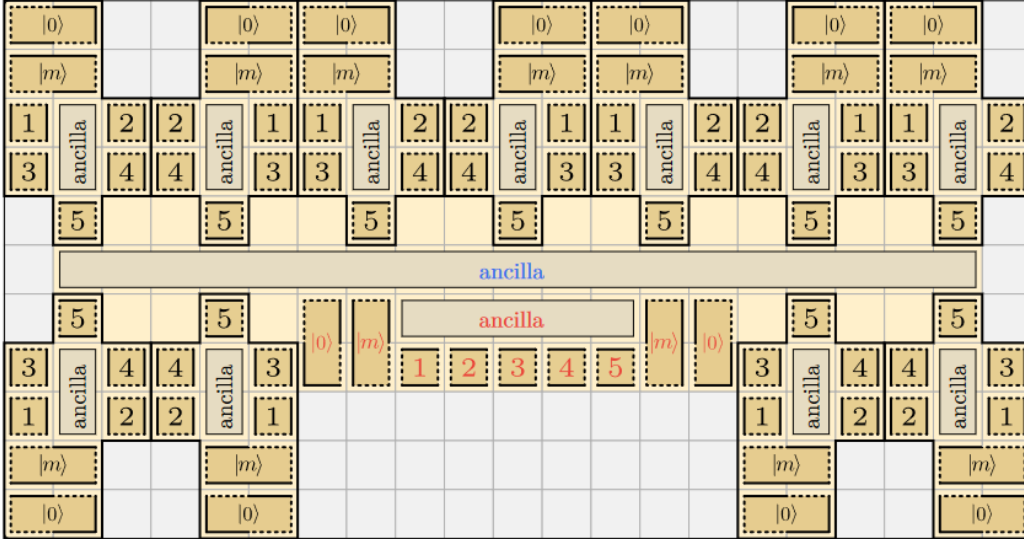 |0⟩ |0⟩ |0⟩ |0⟩ |0⟩ |0⟩ |0⟩
|m⟩ |m⟩ |m⟩ |m⟩ |m⟩ |m⟩ |m⟩
1 ancilla 2 2 ancilla 1 1 ancilla 2 2 ancilla 1 1 ancilla 2 2 ancilla 1 1 ancilla 2
3 4 4 3 3 4 4 3 3 4 4 3 3 4
5 5 5 5 5 5 5
ancilla
5 5 |0⟩ |m⟩ ancilla |m⟩ |0⟩ 5 5
3 ancilla 4 4 ancilla 3 1 2 3 4 5 3 ancilla 4 4 ancilla 3
1 2 2 1 1 2 2 1
|m⟩ |m⟩ |m⟩ |m⟩
|0⟩ |0⟩ |0⟩ |0⟩